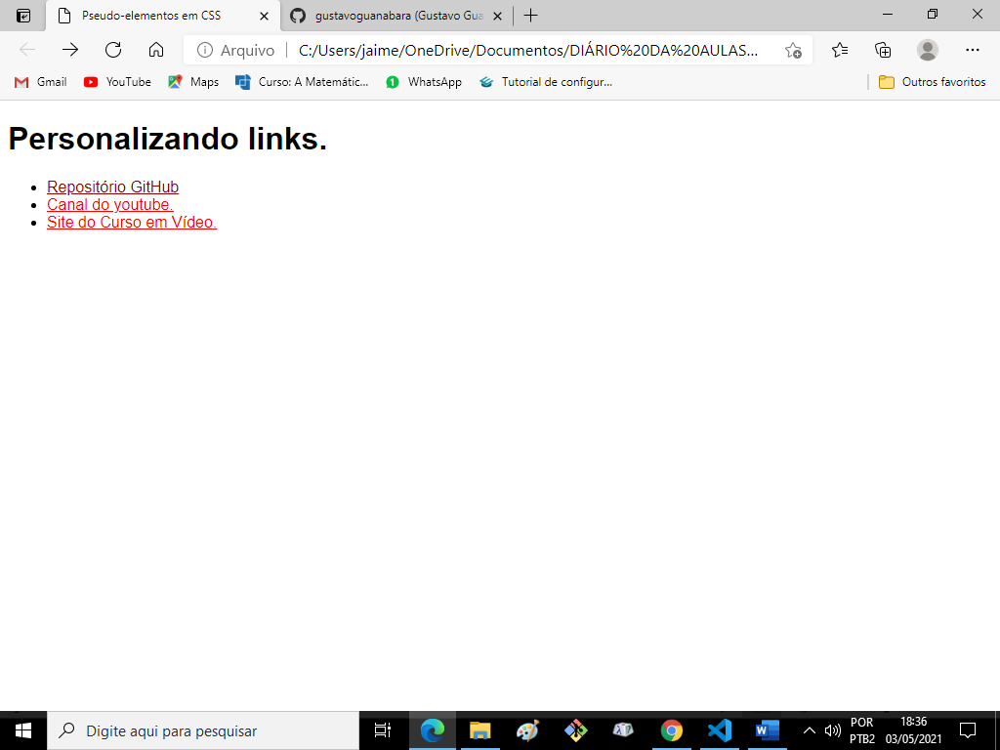 Pseudo-elementos em CSS
gustavoguanabara (Gustavo Gua
Arquivo
C:/Users/jaime/OneDrive/Documentos/DIÁRIO%20DA%20AULAS...
Gmail
YouTube
Maps
Curso: A Matemátic...
1
WhatsApp
Tutorial de configur...
Outros favoritos
Personalizando links.
Repositório GitHub
Canal do youtube.
Site do Curso em Vídeo.
Digite aqui para pesquisar
POR
PTB2
18:36
03/05/2021